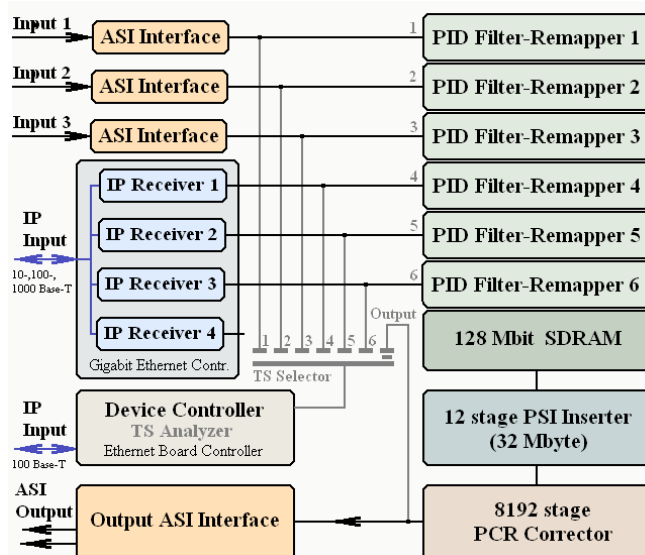 Input 1
ASI Interface
1
PID Filter-Remapper 1
Input 2
ASI Interface
2
PID Filter-Remapper 2
Input 3
ASI Interface
3
PID Filter-Remapper 3
IP Receiver 1
4
PID Filter-Remapper 4
IP
Input
10-,100-,
1000 Base-T
IP Receiver 2
5
PID Filter-Remapper 5
IP Receiver 3
6
PID Filter-Remapper 6
IP Receiver 4
Gigabit Ethernet Contr.
1 2 3 4 5 6
Output
TS Selector
128 Mbit SDRAM
IP
Input
100 Base-T
Device Controller
TS Analyzer
Ethernet Board Controller
12 stage PSI Inserter
(32 Mbyte)
ASI
Output
Output ASI Interface
8192 stage
PCR Corrector